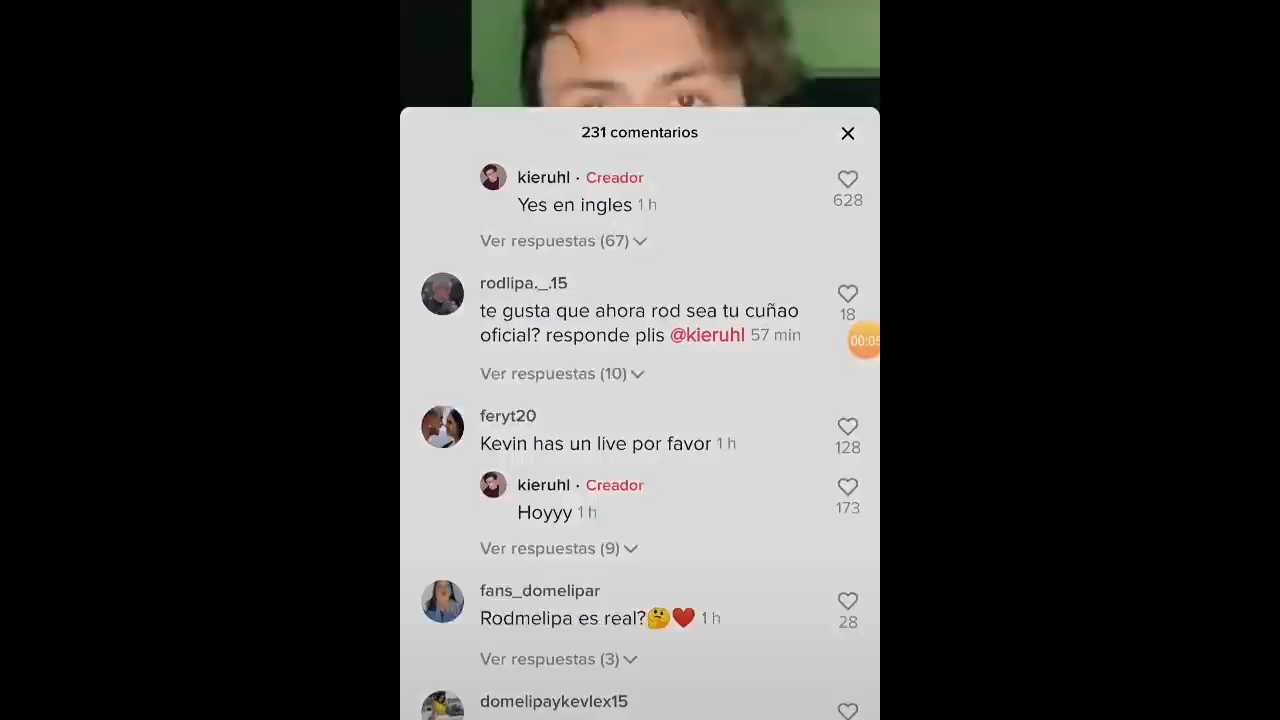 231 comentarios
kieruhl · Creador
Yes en ingles 1 h
628
Ver respuestas (67)
rodlipa._.15
te gusta que ahora rod sea tu cuñao
oficial? responde plis @kieruhl 57 min
18
00:05
Ver respuestas (10)
feryt20
Kevin has un live por favor 1 h
128
kieruhl · Creador
Hoyyy 1 h
173
Ver respuestas (9)
fans_domelipar
Rodmelipa es real?🤔❤️ 1 h
28
Ver respuestas (3)
domelipaykevlex15